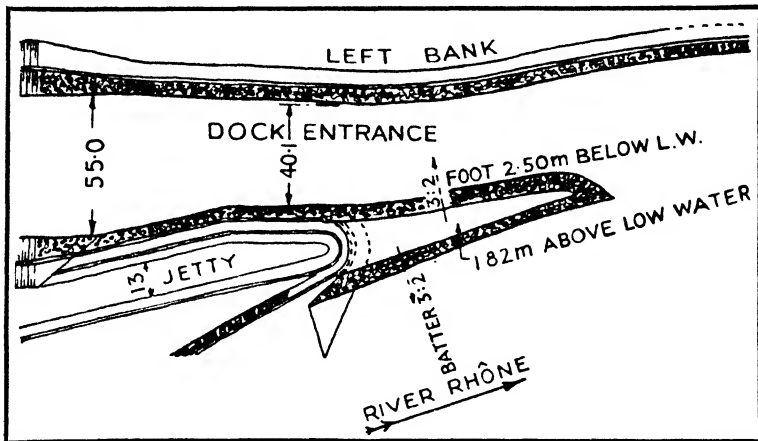 LEFT BANK
DOCK ENTRANCE
55·0
40·1
3:2
FOOT 2·50m BELOW L.W.
1·82m ABOVE LOW WATER
13
JETTY
BATTER 3:2
RIVER RHÔNE